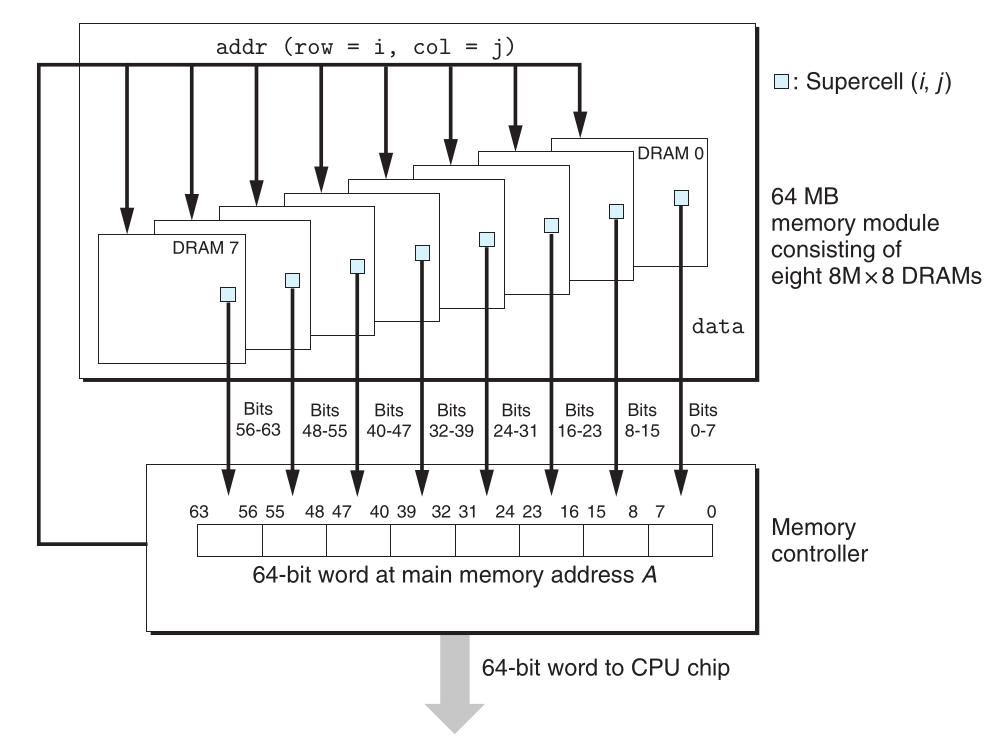 addr (row = i, col = j)
: Supercell (i, j)
DRAM 0
64 MB
memory module
consisting of
eight 8M×8 DRAMs
DRAM 7
data
Bits
56-63
Bits
48-55
Bits
40-47
Bits
32-39
Bits
24-31
Bits
16-23
Bits
8-15
Bits
0-7
63 56 55 48 47 40 39 32 31 24 23 16 15 8 7 0
64-bit word at main memory address A
Memory
controller
64-bit word to CPU chip